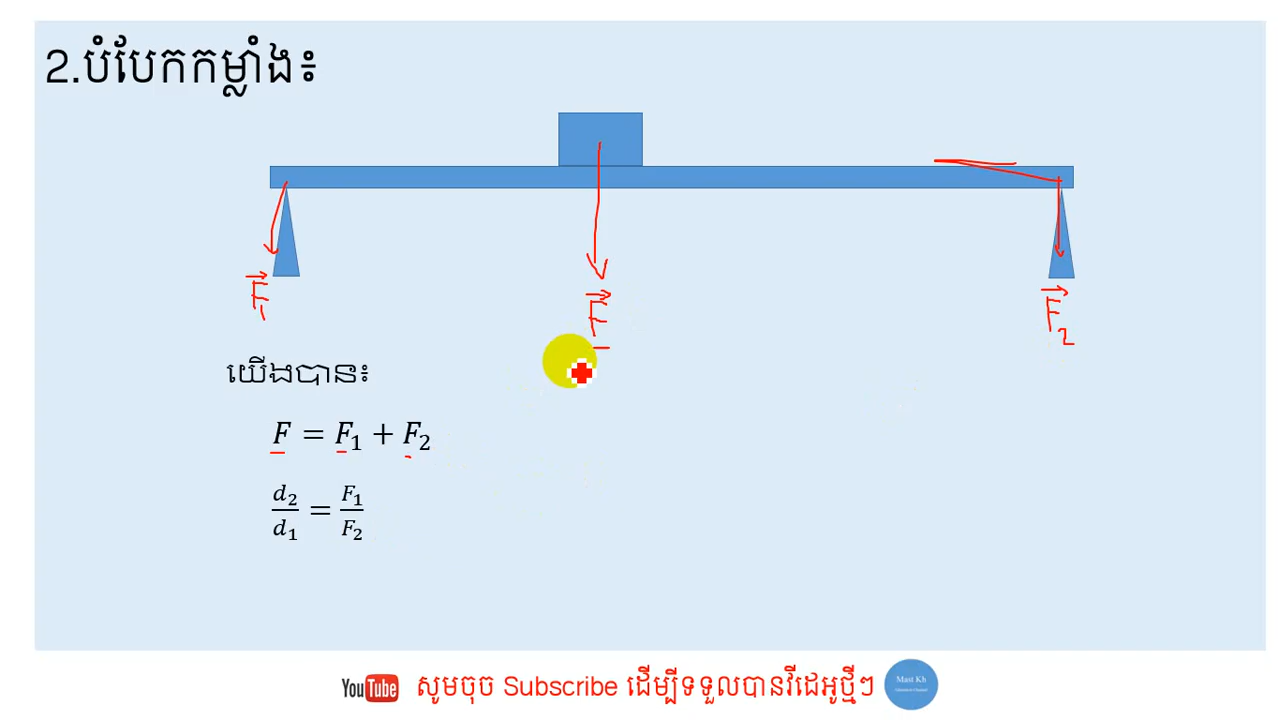 2.បំបែកកម្លាំង៖
F₁
F
F₂
យើងបាន៖
F = F₁ + F₂
d₂/d₁ = F₁/F₂
YouTube សូមចុច Subscribe ដើម្បីទទួលបានវីដេអូថ្មីៗ Mast Kh